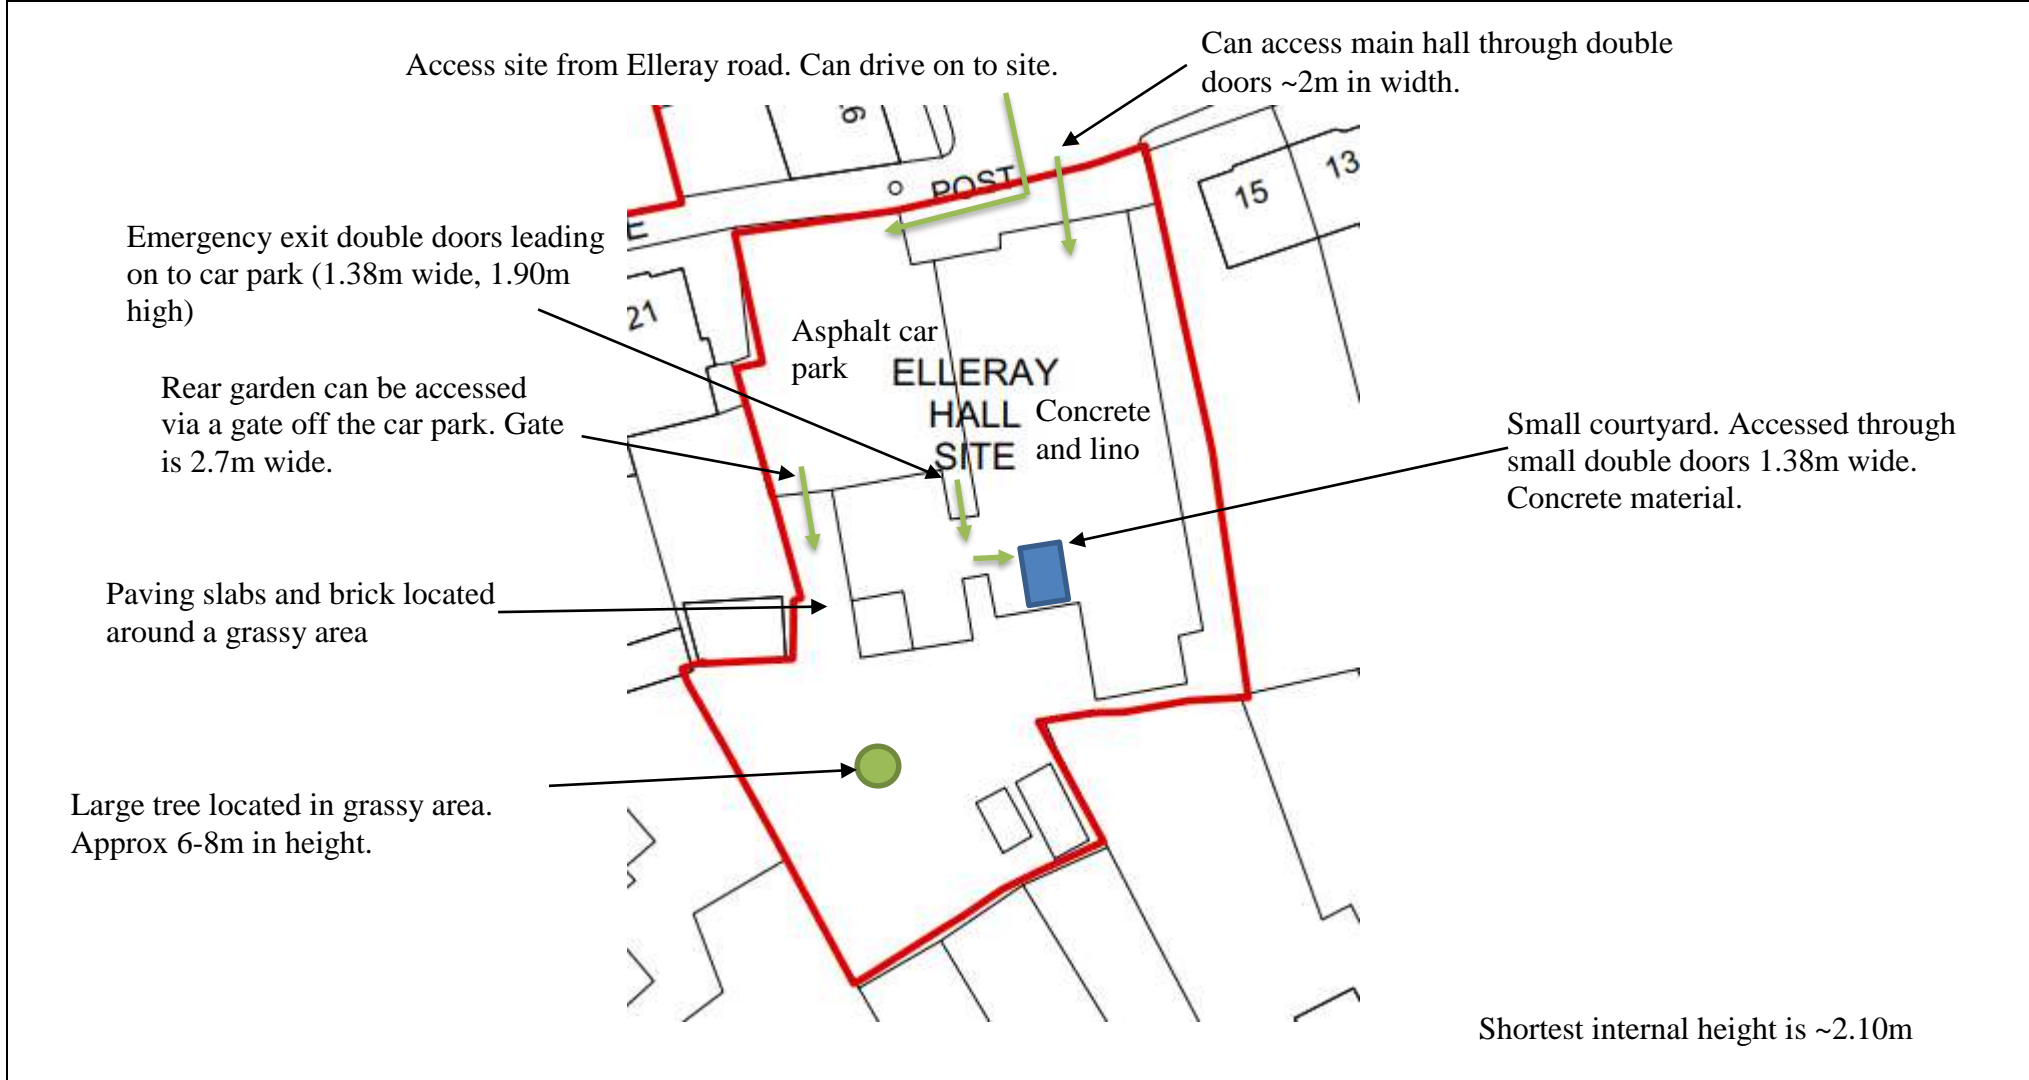 Access site from Elleray road. Can drive on to site.
Can access main hall through double
doors ~2m in width.
POST
15
13
Emergency exit double doors leading
on to car park (1.38m wide, 1.90m
high)
E
21
Asphalt car
park
ELLERAY
HALL
SITE
Concrete
and lino
Rear garden can be accessed
via a gate off the car park. Gate
is 2.7m wide.
Small courtyard. Accessed through
small double doors 1.38m wide.
Concrete material.
Paving slabs and brick located
around a grassy area
Large tree located in grassy area.
Approx 6-8m in height.
Shortest internal height is ~2.10m